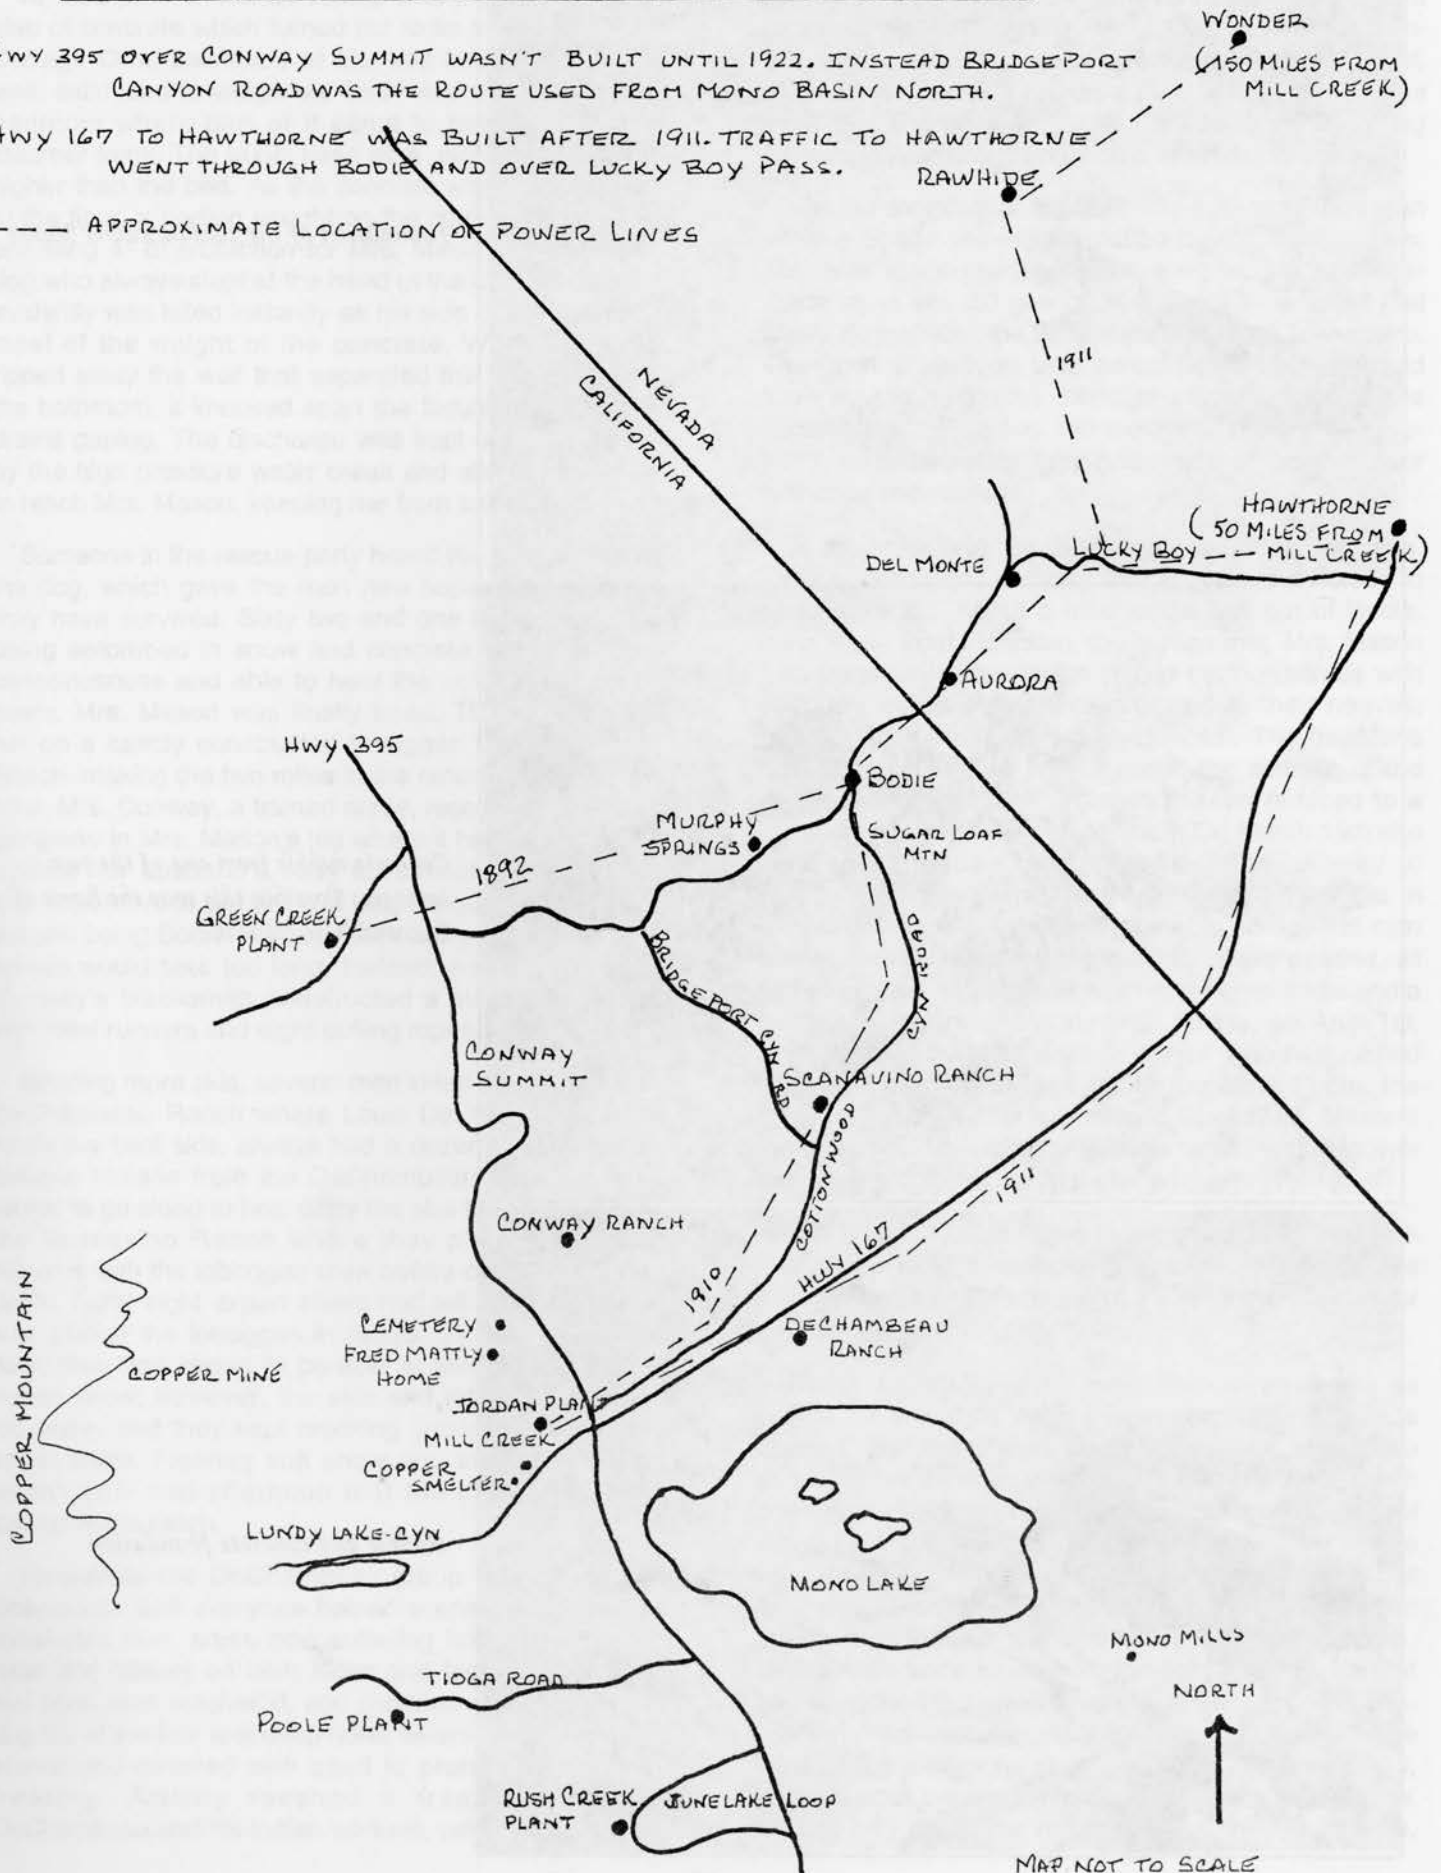 WONDER
(150 MILES FROM
MILL CREEK)
HWY 395 OVER CONWAY SUMMIT WASN'T BUILT UNTIL 1922. INSTEAD BRIDGEPORT
CANYON ROAD WAS THE ROUTE USED FROM MONO BASIN NORTH.
HWY 167 TO HAWTHORNE WAS BUILT AFTER 1911. TRAFFIC TO HAWTHORNE
WENT THROUGH BODIE AND OVER LUCKY BOY PASS.
RAWHIDE
---- APPROXIMATE LOCATION OF POWER LINES
1911
NEVADA
CALIFORNIA
HAWTHORNE
(50 MILES FROM
MILL CREEK)
LUCKY BOY
DEL MONTE
AURORA
HWY 395
BODIE
MURPHY
SPRINGS
SUGAR LOAF
MTN
1892
GREEN CREEK
PLANT
BRIDGEPORT CYN RD
COTTONWOOD CYN ROAD
CONWAY
SUMMIT
SCANAVINO RANCH
1911
CONWAY RANCH
HWY 167
1910
CEMETERY
FRED MATTLY
HOME
DECHAMBEAU
RANCH
COPPER MOUNTAIN
COPPER MINE
JORDAN PLANT
MILL CREEK
COPPER
SMELTER
LUNDY LAKE-CYN
MONO LAKE
MONO MILLS
TIOGA ROAD
NORTH
POOLE PLANT
RUSH CREEK
PLANT
JUNE LAKE LOOP
MAP NOT TO SCALE